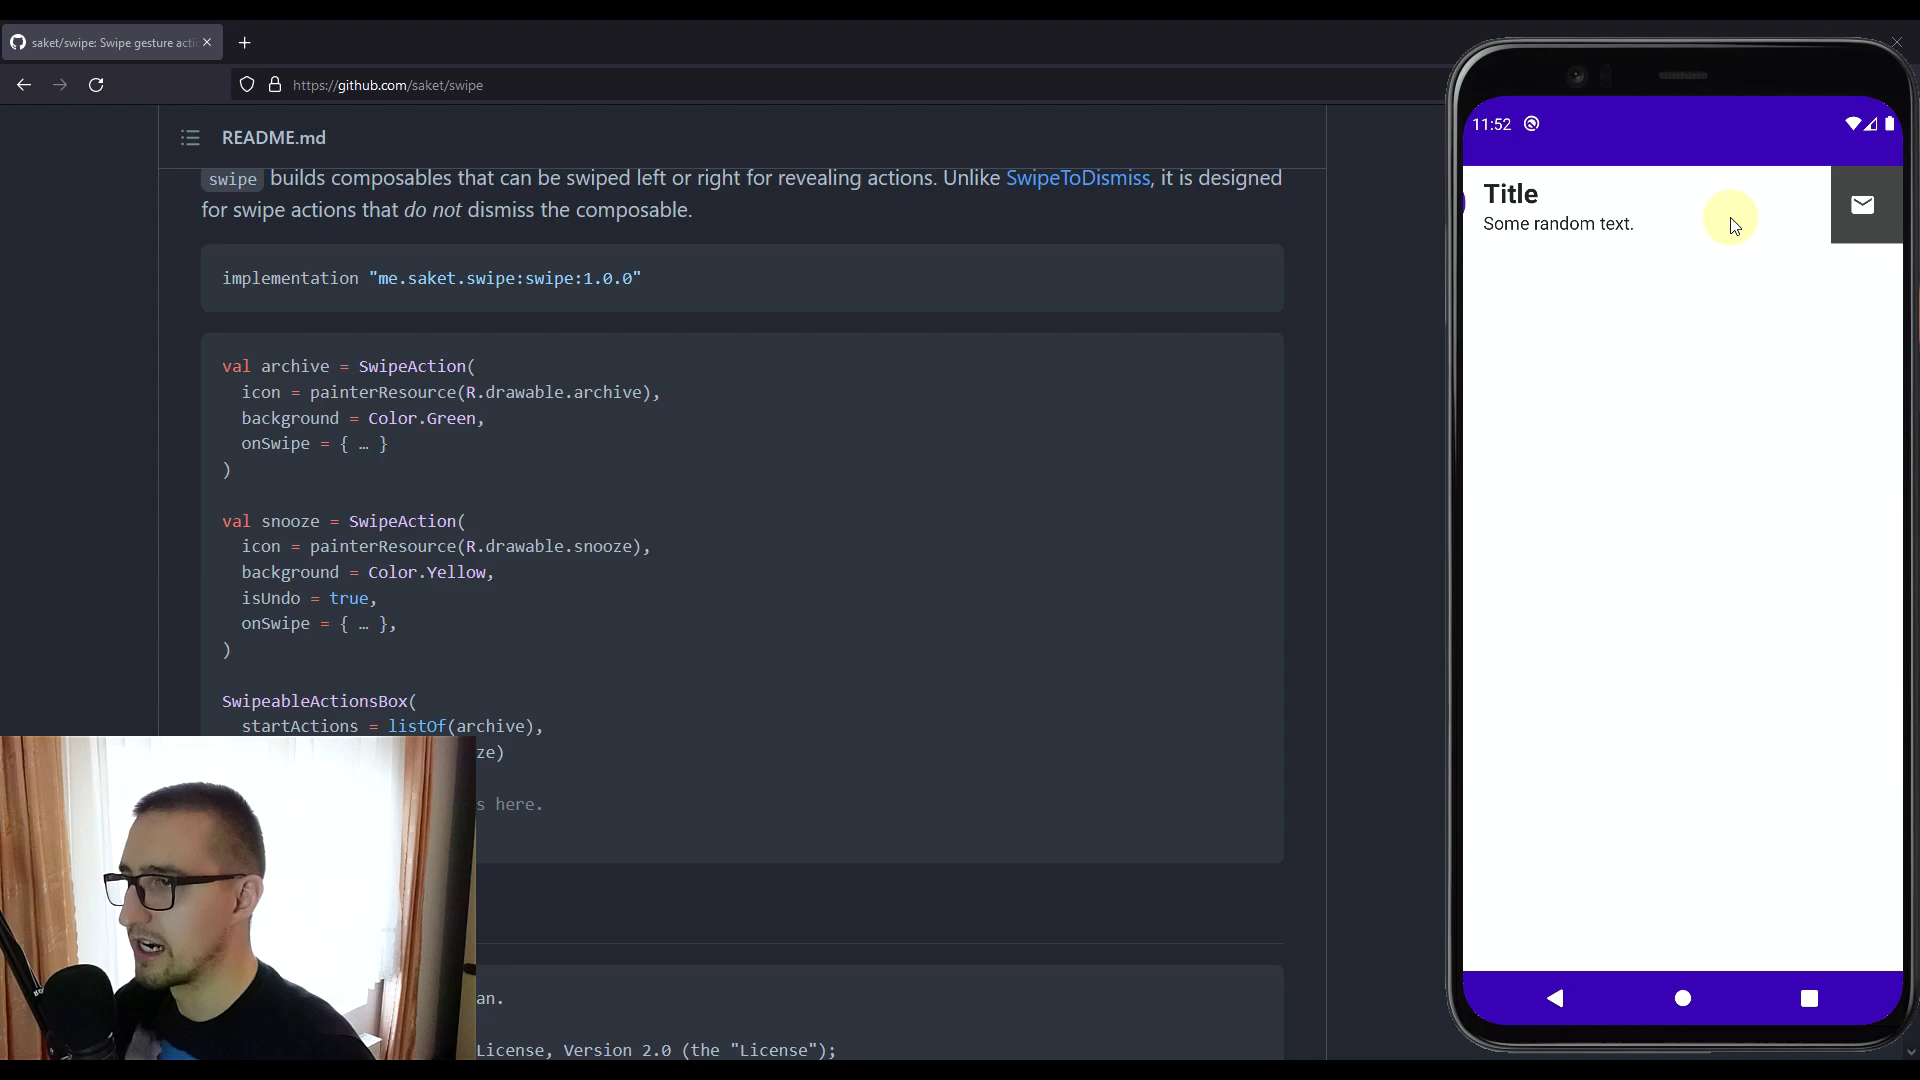 saket/swipe: Swipe gesture acti
https://github.com/saket/swipe
README.md
swipe builds composables that can be swiped left or right for revealing actions. Unlike SwipeToDismiss, it is designed
for swipe actions that do not dismiss the composable.
implementation "me.saket.swipe:swipe:1.0.0"
val archive = SwipeAction(
icon = painterResource(R.drawable.archive),
background = Color.Green,
onSwipe = { … }
)
val snooze = SwipeAction(
icon = painterResource(R.drawable.snooze),
background = Color.Yellow,
isUndo = true,
onSwipe = { … },
)
SwipeableActionsBox(
startActions = listOf(archive),
ze)
s here.
an.
License, Version 2.0 (the "License");
11:52
Title
Some random text.